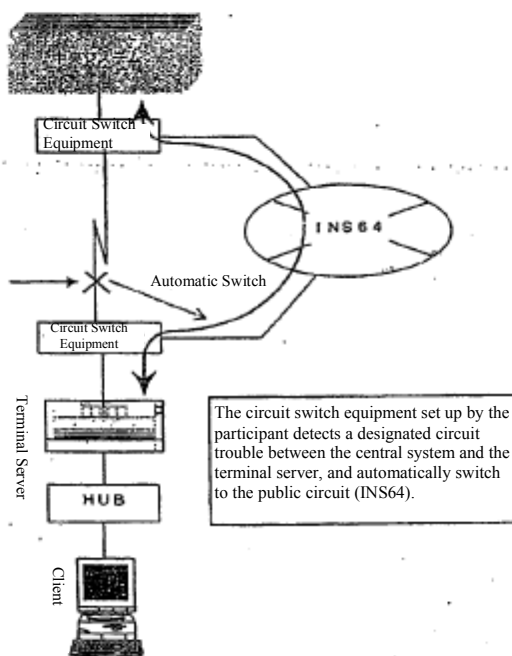 Circuit Switch
Equipment
INS64
Automatic Switch
Circuit Switch
Equipment
Terminal Server
The circuit switch equipment set up by the
participant detects a designated circuit
trouble between the central system and the
terminal server, and automatically switch
to the public circuit (INS64).
HUB
Client